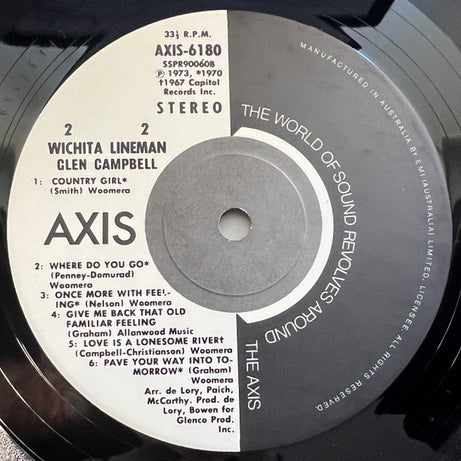 33⅓ R.P.M.
AXIS-6180
SSPR90060B
Ⓟ 1973, *1970
†1967 Capitol
Records Inc.
STEREO
2 2
WICHITA LINEMAN
GLEN CAMPBELL
1: COUNTRY GIRL*
(Smith) Woomera
AXIS
2: WHERE DO YOU GO*
(Penney-Domurad)
Woomera
3: ONCE MORE WITH FEEL-
ING* (Nelson) Woomera
4: GIVE ME BACK THAT OLD
FAMILIAR FEELING
(Graham) Allanwood Music
5: LOVE IS A LONESOME RIVER†
(Campbell-Christianson) Woomera
6: PAVE YOUR WAY INTO TO-
MORROW* (Graham)
Woomera
Arr. de Lory, Paich,
McCarthy. Prod. de
Lory, Bowen for
Glenco Prod.
Inc.
THE WORLD OF SOUND REVOLVES AROUND
THE AXIS
MANUFACTURED IN AUSTRALIA BY E.M.I (AUSTRALIA) LIMITED, LICENSEE. ALL RIGHTS RESERVED.